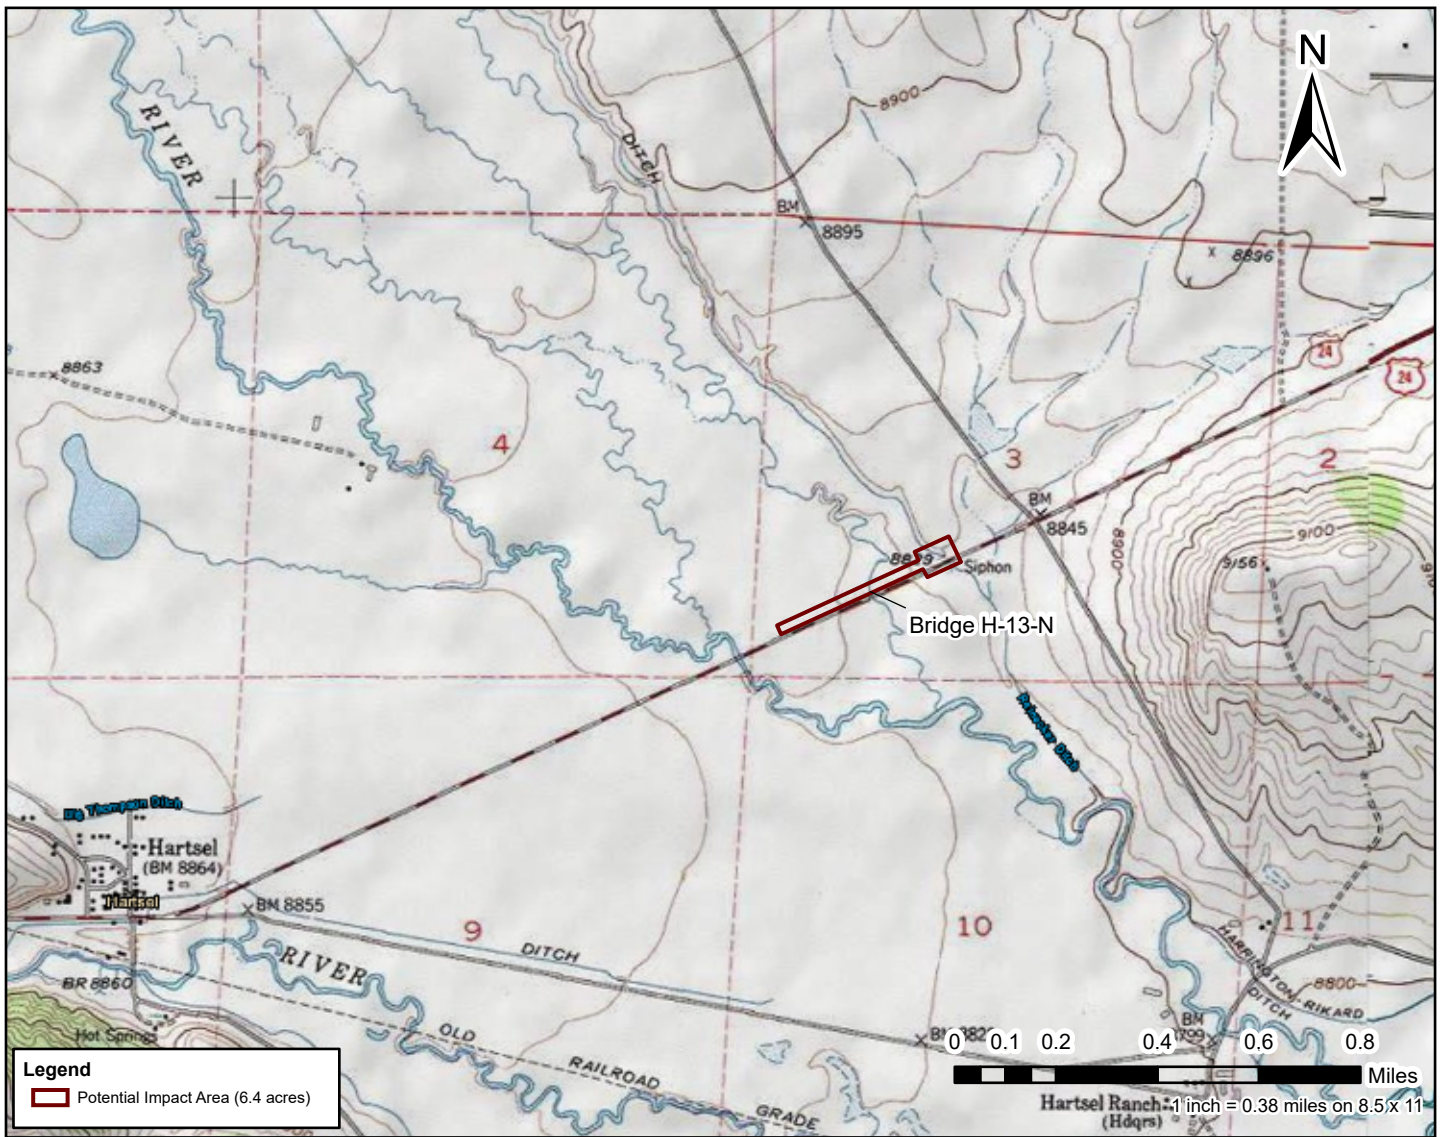 N
RIVER
DITCH
8900
BM
8895
8896
24
24
8863
4
3
2
BM
8845
8900
9100
9156
Siphon
Bridge H-13-N
Hartsel
(BM 8864)
Hartsel
BM 8855
9
10
11
DITCH
RIVER
BR 8860
Hot Springs
OLD
RAILROAD
GRADE
HARRINGTON-RIKARD
DITCH
8800
BM
0 0.1 0.2 0.4 0.6 0.8
Miles
Hartsel Ranch
(Hdqrs)
1 inch = 0.38 miles on 8.5 x 11
Legend
Potential Impact Area (6.4 acres)